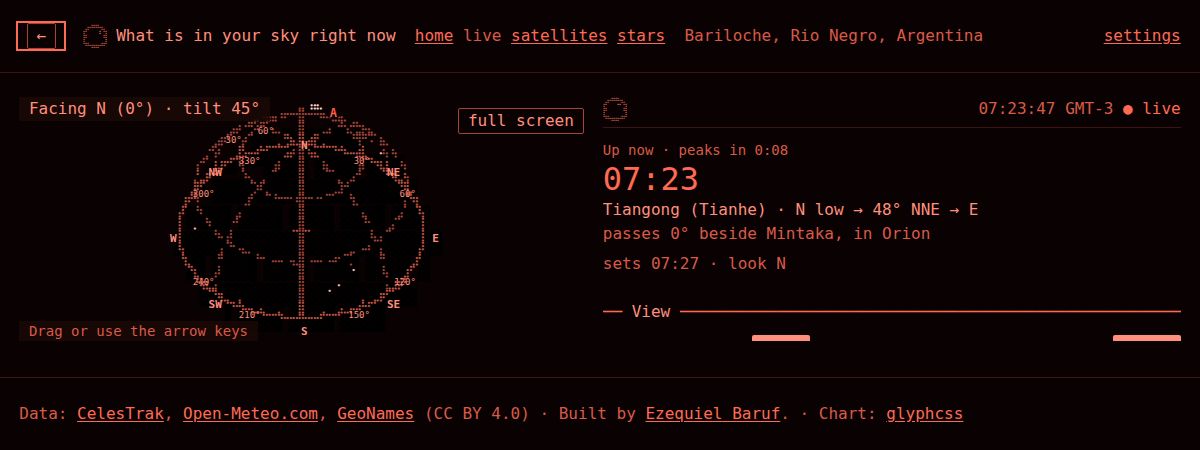 ← What is in your sky right now home live satellites stars Bariloche, Rio Negro, Argentina settings
Facing N (0°) · tilt 45°
A
60°
30°
N
330°
30°
NW
NE
300°
60°
W
E
240°
120°
SW
SE
210°
150°
S
Drag or use the arrow keys
full screen
07:23:47 GMT-3 ● live
Up now · peaks in 0:08
07:23
Tiangong (Tianhe) · N low → 48° NNE → E
passes 0° beside Mintaka, in Orion
sets 07:27 · look N
View
Data: CelesTrak, Open-Meteo.com, GeoNames (CC BY 4.0) · Built by Ezequiel Baruf. · Chart: glyphcss